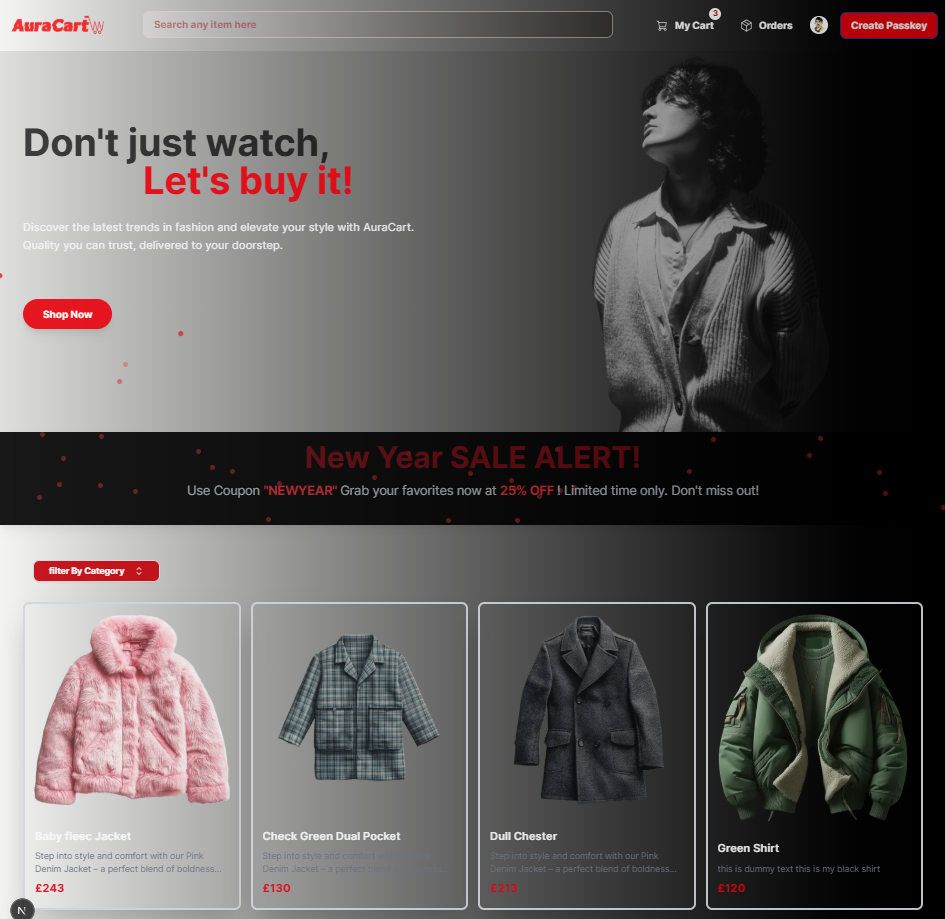 AuraCart
Search any item here
3
My Cart
Orders
Create Passkey
Don't just watch,
Let's buy it!
Discover the latest trends in fashion and elevate your style with AuraCart.
Quality you can trust, delivered to your doorstep.
Shop Now
New Year SALE ALERT!
Use Coupon "NEWYEAR" Grab your favorites now at 25% OFF ! Limited time only. Don't miss out!
filter By Category
Baby fleec Jacket
Step into style and comfort with our Pink
Denim Jacket – a perfect blend of boldness...
£243
Check Green Dual Pocket
Step into style and comfort with our Pink
Denim Jacket – a perfect blend of boldness...
£130
Dull Chester
Step into style and comfort with our Pink
Denim Jacket – a perfect blend of boldness...
£213
Green Shirt
this is dummy text this is my black shirt
£120
N